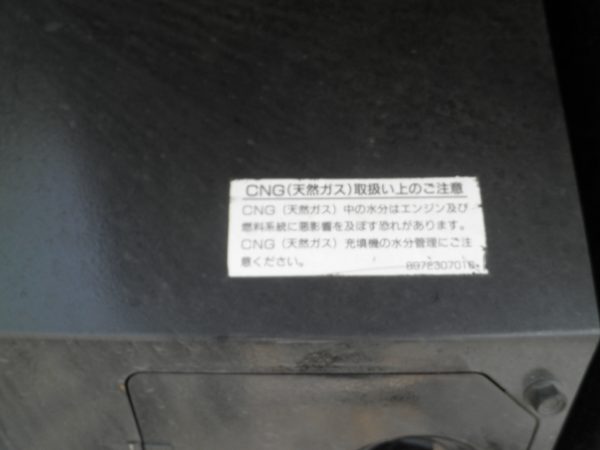 CNG(天然ガス)取扱い上のご注意
CNG (天然ガス) 中の水分はエンジン及び
燃料系統に悪影響を及ぼす恐れがあります。
CNG (天然ガス) 充填機の水分管理にご注
意ください。